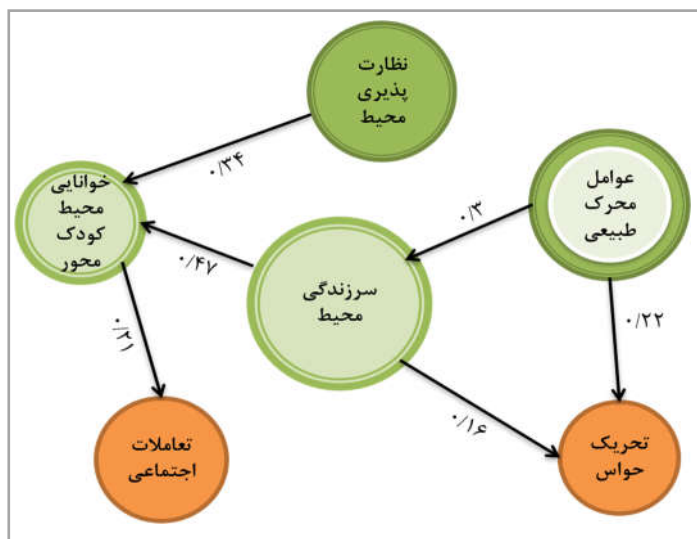 نظارت
پذیری
محیط
عوامل
محرک
طبیعی
خوانایی
محیط
کودک
محور
سرزندگی
محیط
تعاملات
اجتماعی
تحریک
حواس
۰/۳۴
۰/۳
۰/۴۷
۰/۲۲
۰/۲۱
۰/۱۶